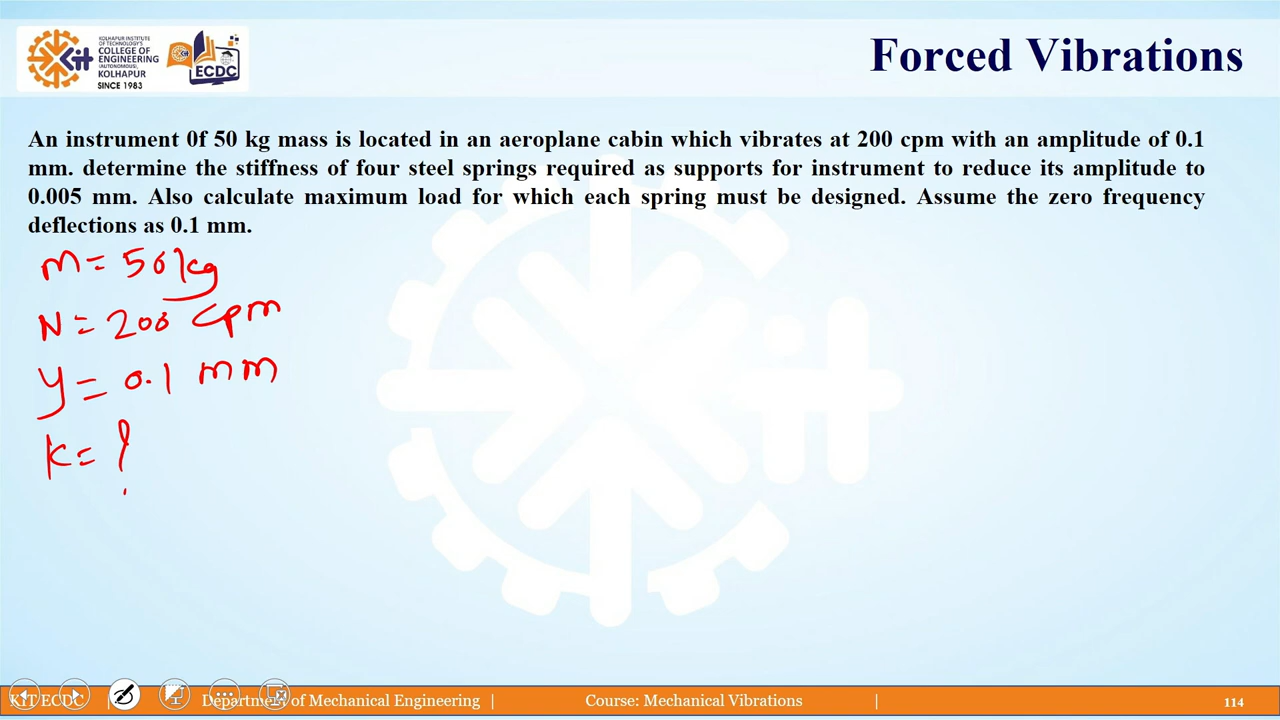 KOLHAPUR INSTITUTE
OF TECHNOLOGY'S
COLLEGE OF
ENGINEERING
(AUTONOMOUS),
KOLHAPUR
SINCE 1983
Kit
ECDC
Forced Vibrations
An instrument 0f 50 kg mass is located in an aeroplane cabin which vibrates at 200 cpm with an amplitude of 0.1
mm. determine the stiffness of four steel springs required as supports for instrument to reduce its amplitude to
0.005 mm. Also calculate maximum load for which each spring must be designed. Assume the zero frequency
deflections as 0.1 mm.
m = 50 kg
N = 200 cpm
y = 0.1 mm
K = ?
KIT ECDC | Department of Mechanical Engineering | Course: Mechanical Vibrations | 114